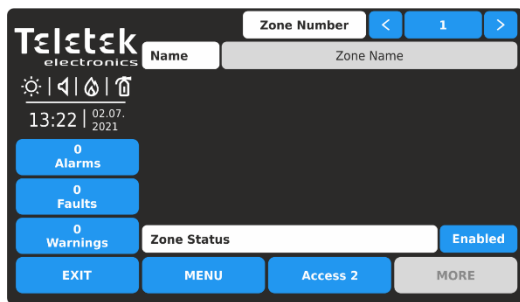 Teletek
electronics
Zone Number < 1 >
Name Zone Name
13:22 02.07.
2021
0
Alarms
0
Faults
0
Warnings
Zone Status Enabled
EXIT MENU Access 2 MORE